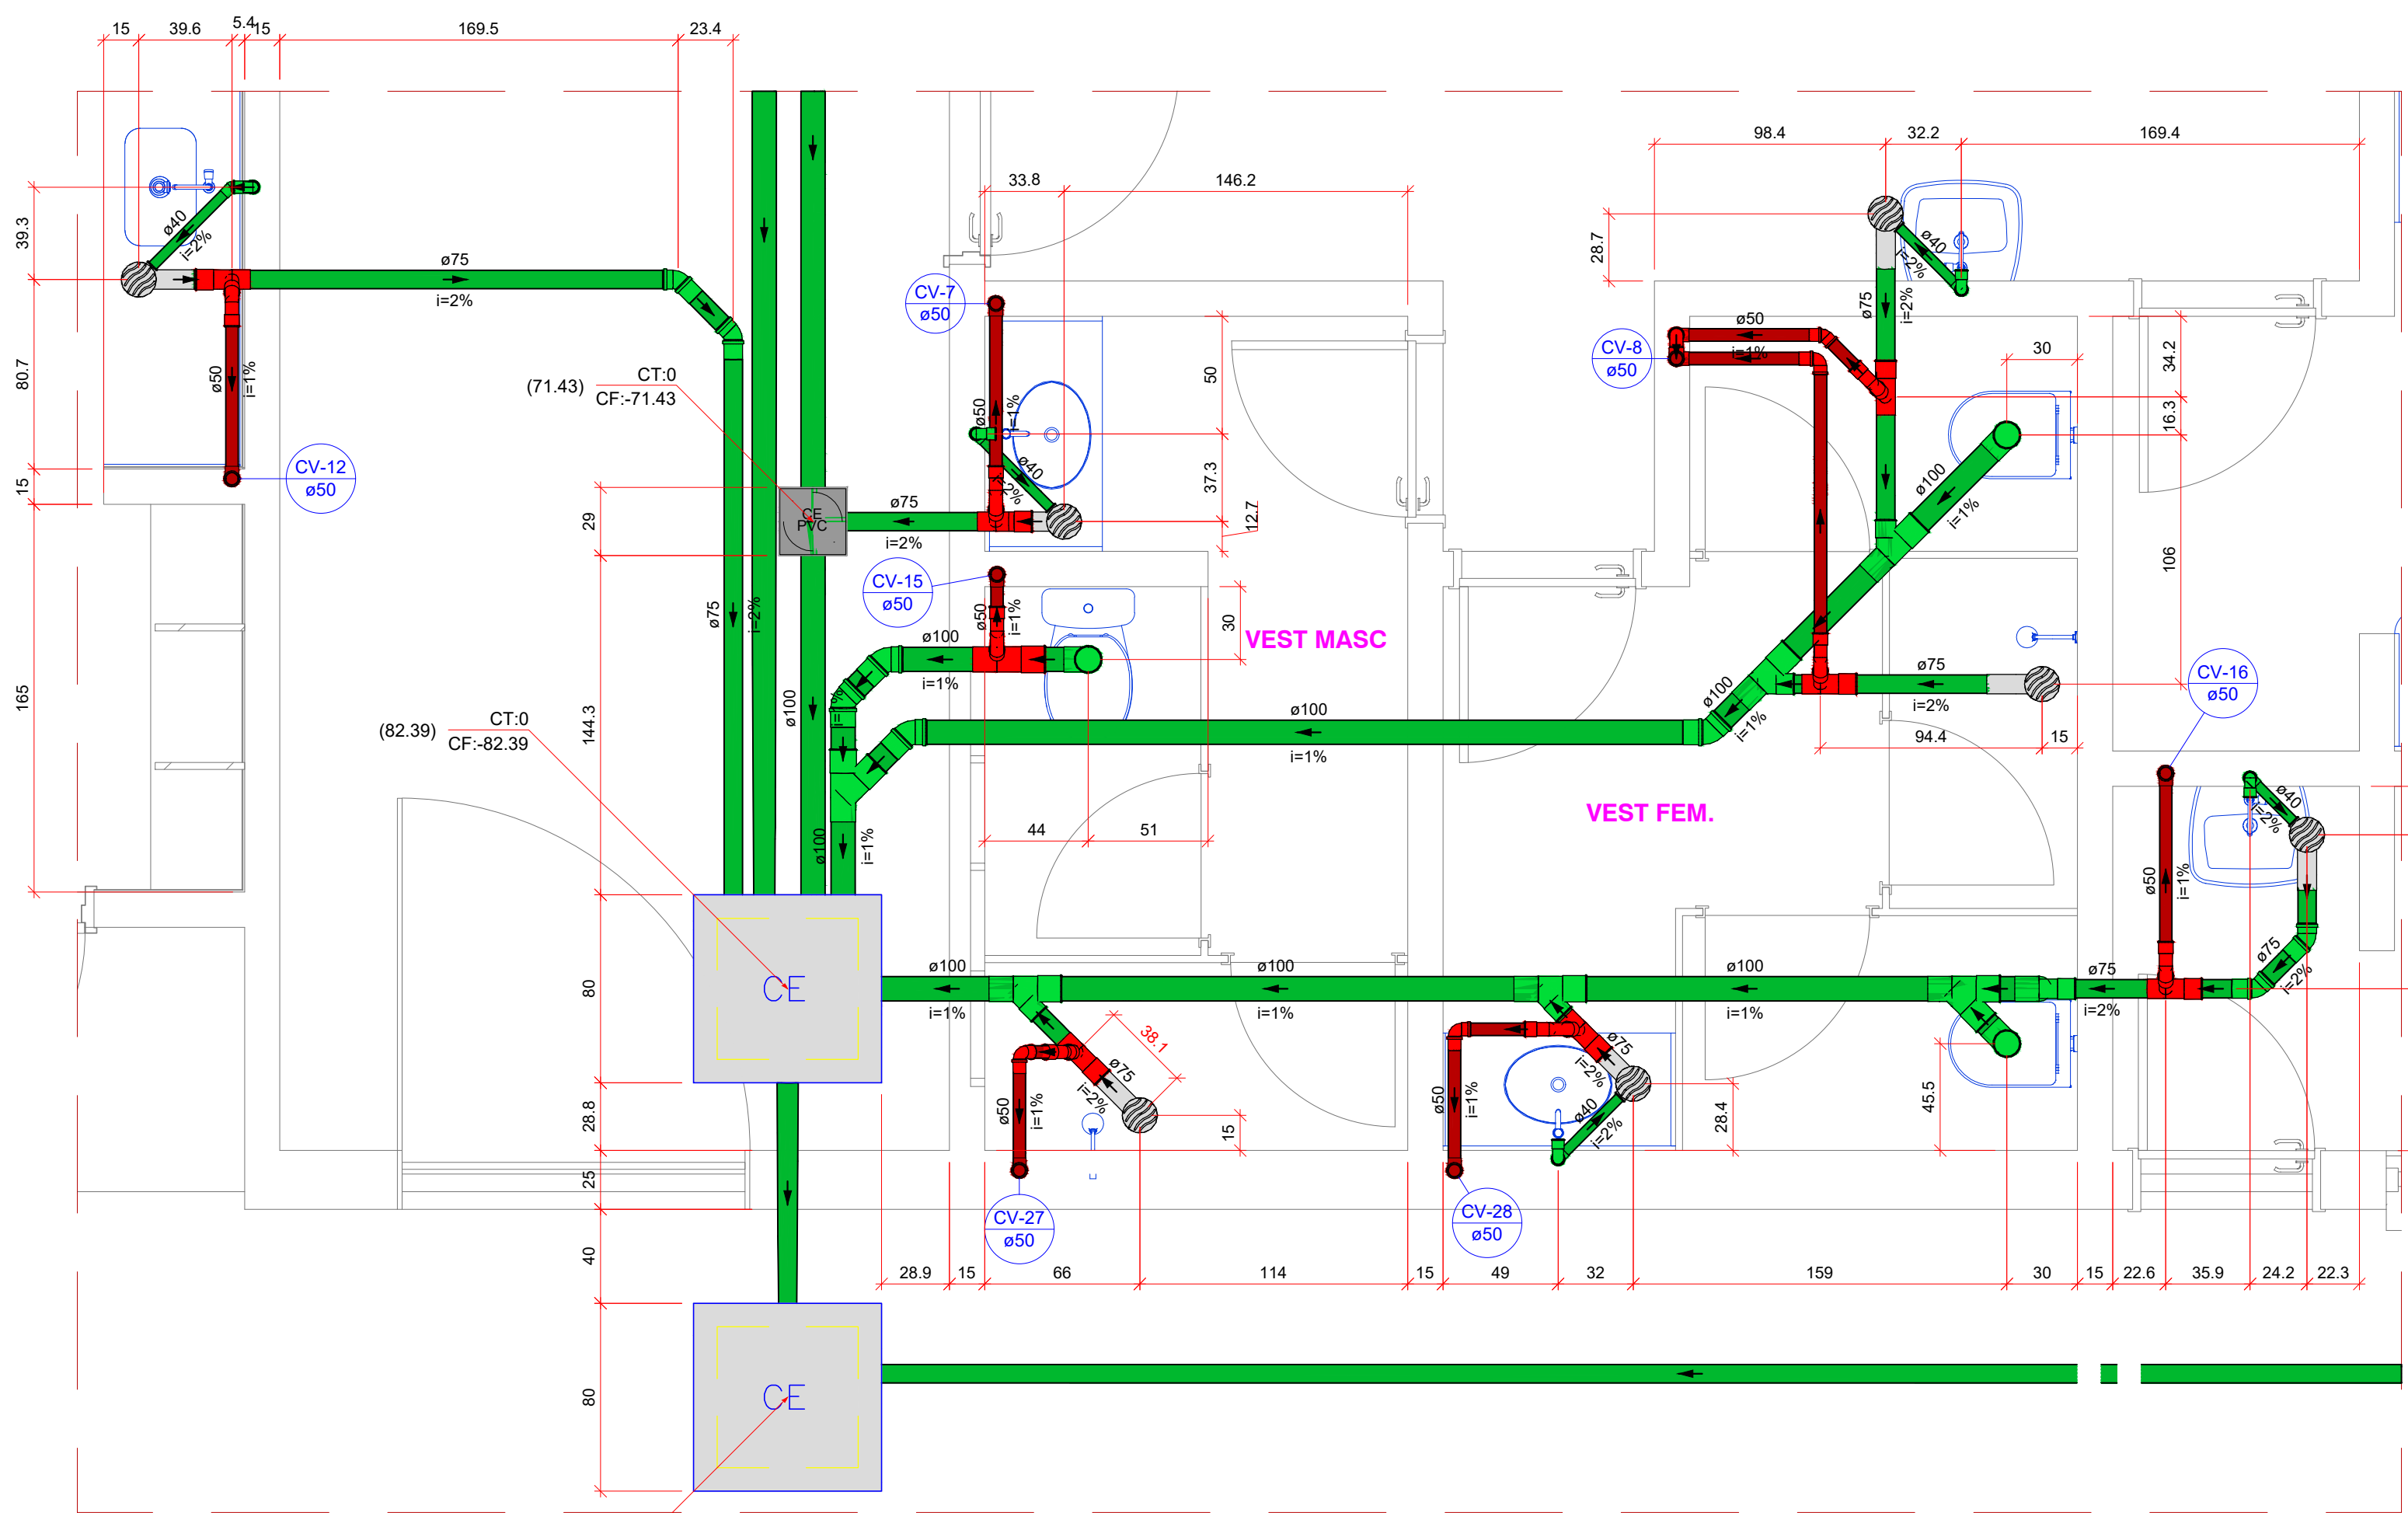 15 39.6 5.4 15 169.5 23.4
98.4 32.2 169.4
33.8 146.2
39.3
ø40
i=2%
28.7
ø40
i=2%
ø75
i=2%
ø75
i=2%
CV-7
ø50
CV-8
ø50
ø50
i=1%
30
34.2
16.3
106
80.7
ø50
i=1%
(71.43)
CT:0
CF:-71.43
50
37.3
12.7
ø50
i=1%
ø40
i=2%
ø100
i=1%
CV-12
ø50
15
29
CE
PVC
ø75
i=2%
CV-15
ø50
ø50
i=1%
30
VEST MASC
ø75
i=2%
ø100
i=1%
ø75
i=2%
ø100
i=1%
CV-16
ø50
165
144.3
(82.39)
CT:0
CF:-82.39
ø100
ø100
i=1%
94.4 15
ø40
i=2%
VEST FEM.
44 51
ø100
i=1%
ø50
i=1%
ø75
i=2%
80
CE
ø100
i=1%
ø100
i=1%
ø100
i=1%
ø75
i=2%
38.1
ø75
i=2%
ø50
i=1%
ø75
i=2%
ø50
i=1%
ø40
i=2%
28.8
15
28.4
45.5
25
CV-27
ø50
CV-28
ø50
40
28.9 15 66 114 15 49 32 159 30 15 22.6 35.9 24.2 22.3
80
CE